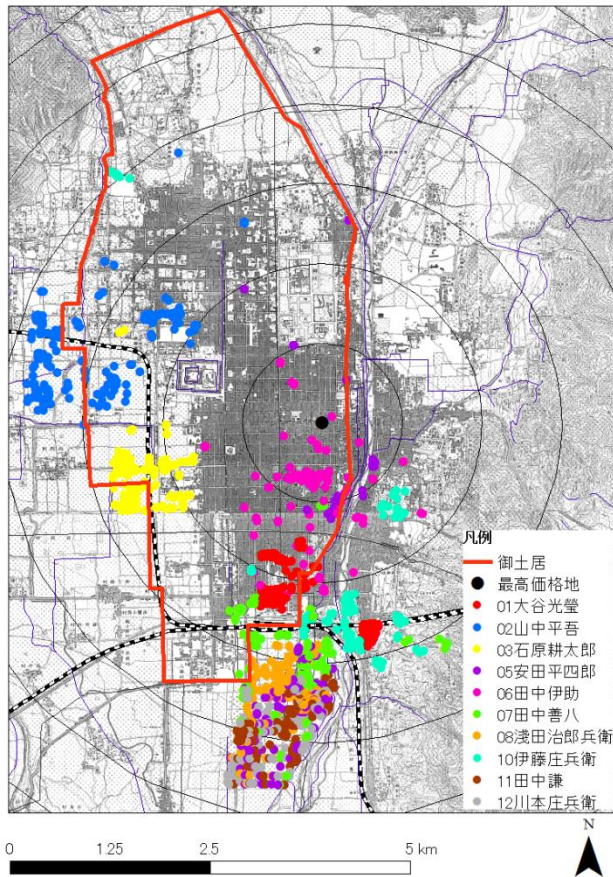 凡例
御土居
最高価格地
01大谷光瑩
02山中平吾
03石原耕太郎
05安田平四郎
06田中伊助
07田中善八
08淺田治郎兵衛
10伊藤庄兵衛
11田中謙
12川本庄兵衛
N
0 1.25 2.5 5 km